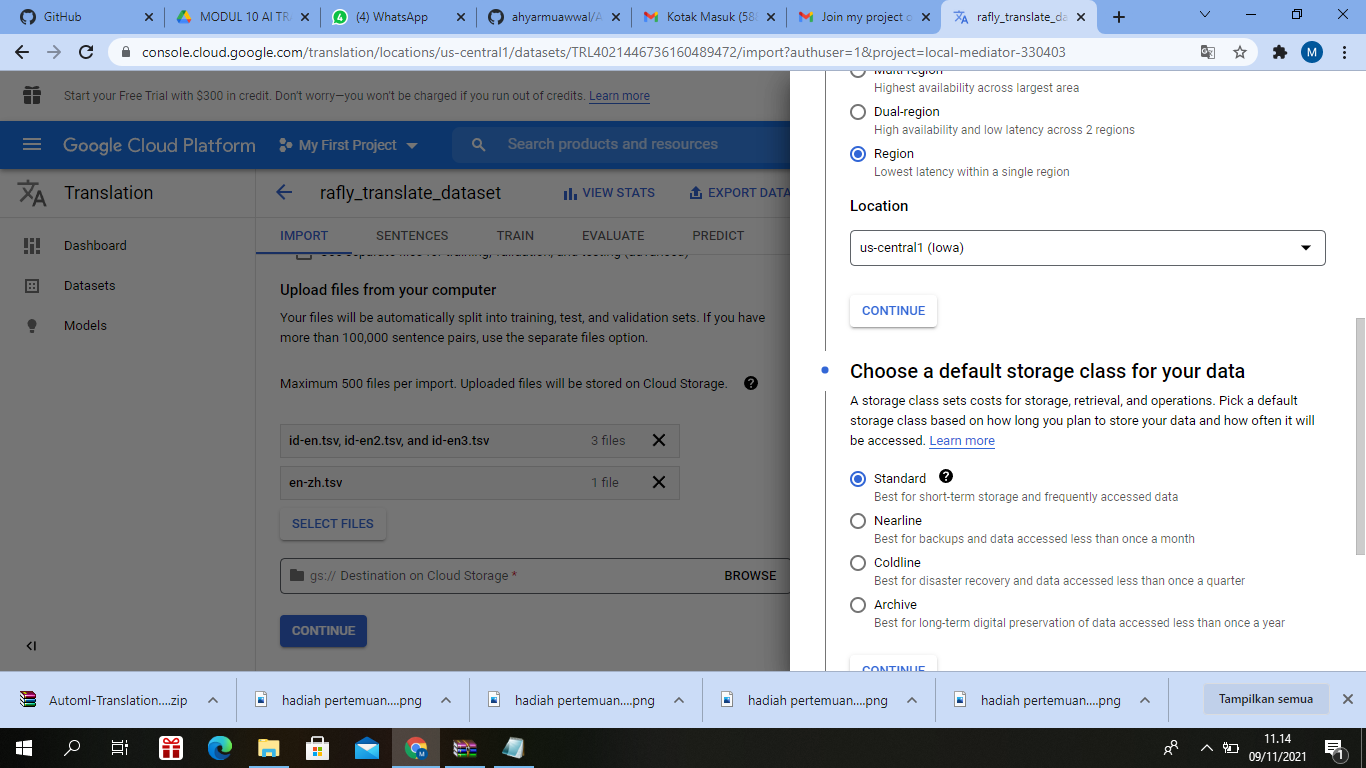 GitHub
MODUL 10 AI TRA
(4) WhatsApp
ahyarmuawwal/A
Kotak Masuk (58
Join my project o
rafly_translate_da
console.cloud.google.com/translation/locations/us-central1/datasets/TRL4021446736160489472/import?authuser=1&project=local-mediator-330403
M
Start your Free Trial with $300 in credit. Don't worry—you won't be charged if you run out of credits. Learn more
Google Cloud Platform
My First Project
Search products and resources
Translation
rafly_translate_dataset
VIEW STATS
EXPORT DATA
Dashboard
Datasets
Models
IMPORT
SENTENCES
TRAIN
EVALUATE
PREDICT
Use separate files for training, validation, and testing (advanced)
Upload files from your computer
Your files will be automatically split into training, test, and validation sets. If you have
more than 100,000 sentence pairs, use the separate files option.
Maximum 500 files per import. Uploaded files will be stored on Cloud Storage.
id-en.tsv, id-en2.tsv, and id-en3.tsv
3 files
en-zh.tsv
1 file
SELECT FILES
gs:// Destination on Cloud Storage *
BROWSE
CONTINUE
Multi-region
Highest availability across largest area
Dual-region
High availability and low latency across 2 regions
Region
Lowest latency within a single region
Location
us-central1 (Iowa)
CONTINUE
Choose a default storage class for your data
A storage class sets costs for storage, retrieval, and operations. Pick a default
storage class based on how long you plan to store your data and how often it will
be accessed. Learn more
Standard
Best for short-term storage and frequently accessed data
Nearline
Best for backups and data accessed less than once a month
Coldline
Best for disaster recovery and data accessed less than once a quarter
Archive
Best for long-term digital preservation of data accessed less than once a year
CONTINUE
Automl-Translation....zip
hadiah pertemuan....png
hadiah pertemuan....png
hadiah pertemuan....png
hadiah pertemuan....png
Tampilkan semua
11.14
09/11/2021
1